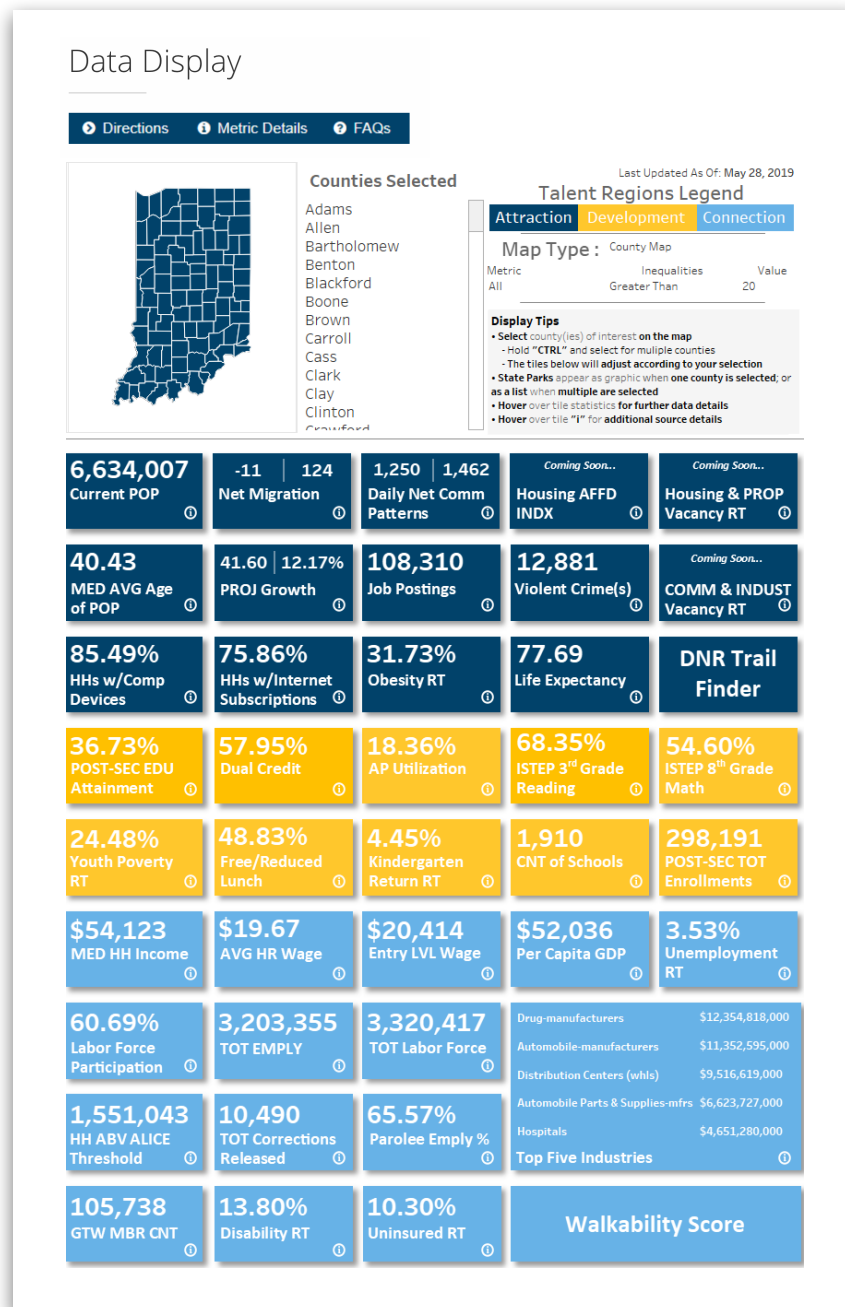 Data Display
Directions Metric Details FAQs
Counties Selected
Adams
Allen
Bartholomew
Benton
Blackford
Boone
Brown
Carroll
Cass
Clark
Clay
Clinton
Crawford
Last Updated As Of: May 28, 2019
Talent Regions Legend
Attraction Development Connection
Map Type : County Map
Metric Inequalities Value
All Greater Than 20
Display Tips
• Select county(ies) of interest on the map
- Hold "CTRL" and select for muliple counties
- The tiles below will adjust according to your selection
• State Parks appear as graphic when one county is selected; or
as a list when multiple are selected
• Hover over tile statistics for further data details
• Hover over tile "i" for additional source details
6,634,007
Current POP
-11 | 124
Net Migration
1,250 | 1,462
Daily Net Comm
Patterns
Coming Soon...
Housing AFFD
INDX
Coming Soon...
Housing & PROP
Vacancy RT
40.43
MED AVG Age
of POP
41.60 | 12.17%
PROJ Growth
108,310
Job Postings
12,881
Violent Crime(s)
Coming Soon...
COMM & INDUST
Vacancy RT
85.49%
HHs w/Comp
Devices
75.86%
HHs w/Internet
Subscriptions
31.73%
Obesity RT
77.69
Life Expectancy
DNR Trail
Finder
36.73%
POST-SEC EDU
Attainment
57.95%
Dual Credit
18.36%
AP Utilization
68.35%
ISTEP 3rd Grade
Reading
54.60%
ISTEP 8th Grade
Math
24.48%
Youth Poverty
RT
48.83%
Free/Reduced
Lunch
4.45%
Kindergarten
Return RT
1,910
CNT of Schools
298,191
POST-SEC TOT
Enrollments
$54,123
MED HH Income
$19.67
AVG HR Wage
$20,414
Entry LVL Wage
$52,036
Per Capita GDP
3.53%
Unemployment
RT
60.69%
Labor Force
Participation
3,203,355
TOT EMPLY
3,320,417
TOT Labor Force
Drug-manufacturers $12,354,818,000
Automobile-manufacturers $11,352,595,000
Distribution Centers (whls) $9,516,619,000
Automobile Parts & Supplies-mfrs $6,623,727,000
Hospitals $4,651,280,000
Top Five Industries
1,551,043
HH ABV ALICE
Threshold
10,490
TOT Corrections
Released
65.57%
Parolee Emply %
105,738
GTW MBR CNT
13.80%
Disability RT
10.30%
Uninsured RT
Walkability Score